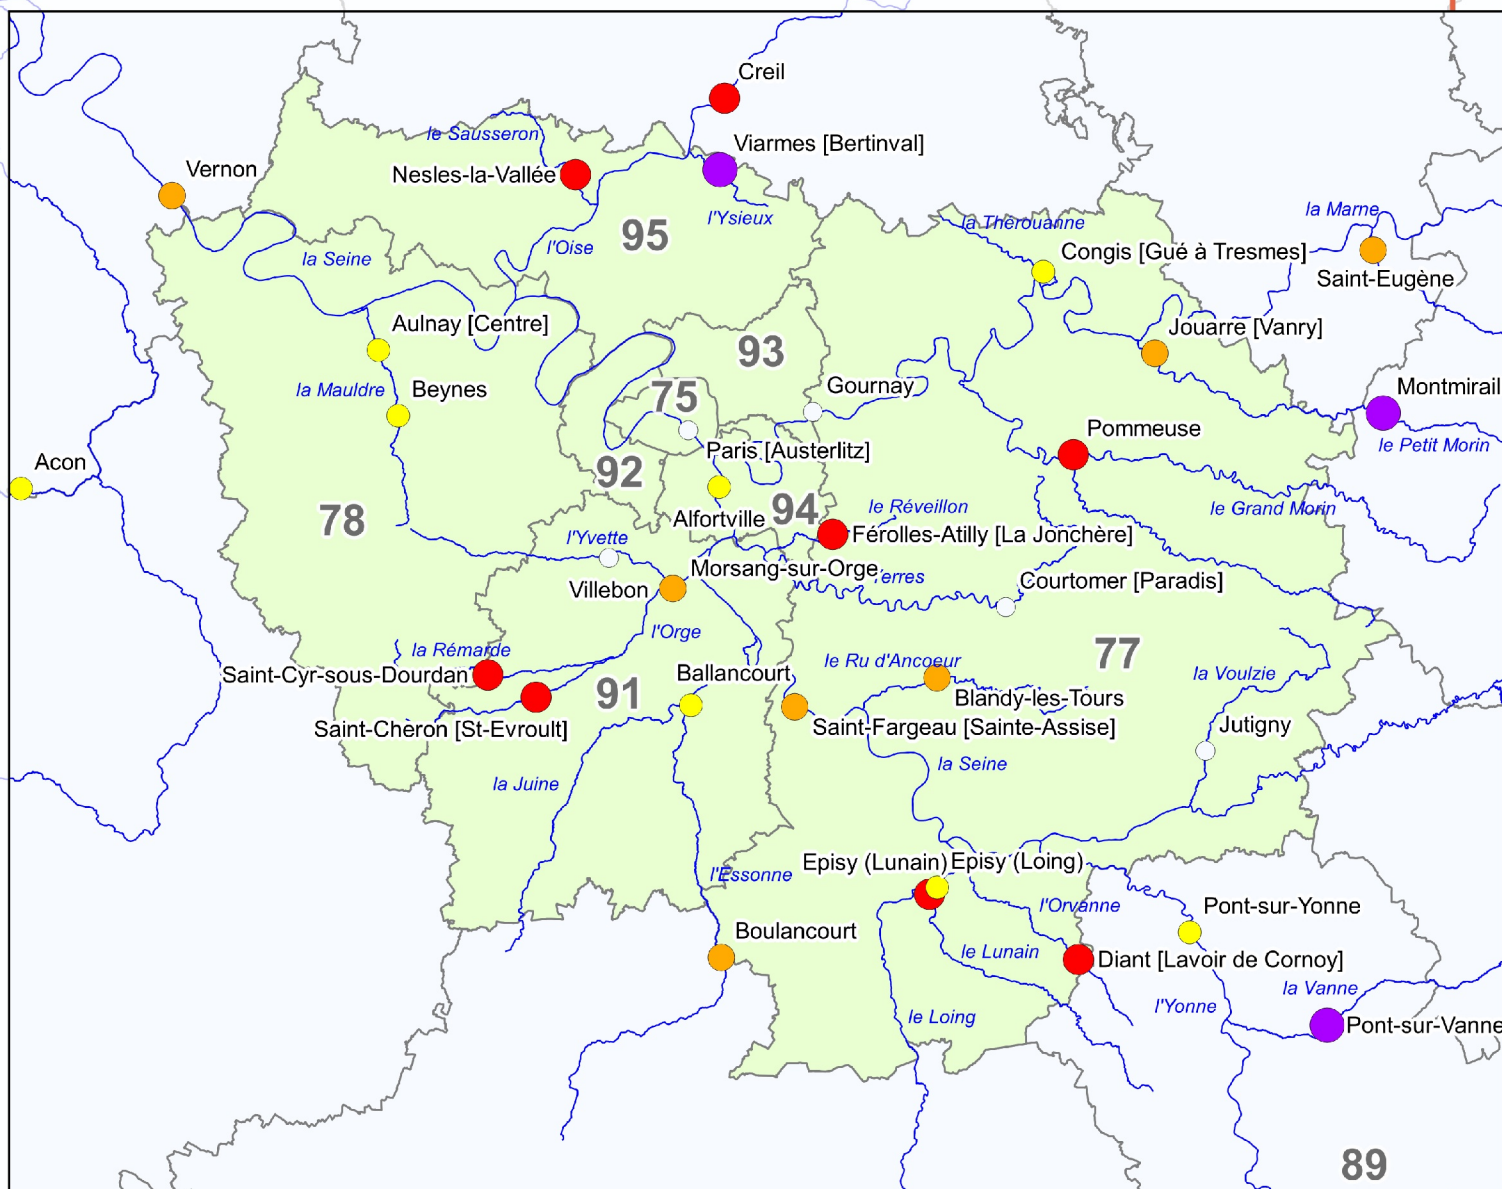 Creil
le Sausseron
Viarmes [Bertinval]
Vernon
Nesles-la-Vallée
la Marne
l'Ysieux
la Thérouanne
95
l'Oise
Congis [Gué à Tresmes]
la Seine
Saint-Eugène
Aulnay [Centre]
Jouarre [Vanry]
93
la Mauldre
Beynes
75
Gournay
Montmirail
Pommeuse
le Petit Morin
Paris [Austerlitz]
Acon
92
78
94
le Réveillon
le Grand Morin
Alfortville
l'Yvette
Férolles-Atilly [La Jonchère]
Morsang-sur-Orge
Yerres
Courtomer [Paradis]
Villebon
l'Orge
la Rémarde
77
le Ru d'Ancoeur
Saint-Cyr-sous-Dourdan
Ballancourt
la Voulzie
91
Blandy-les-Tours
Saint-Cheron [St-Evroult]
Saint-Fargeau [Sainte-Assise]
Jutigny
la Seine
la Juine
Episy (Lunain)
Episy (Loing)
l'Essonne
l'Orvanne
Pont-sur-Yonne
Boulancourt
le Lunain
Diant [Lavoir de Cornoy]
la Vanne
l'Yonne
le Loing
Pont-sur-Vanne
89